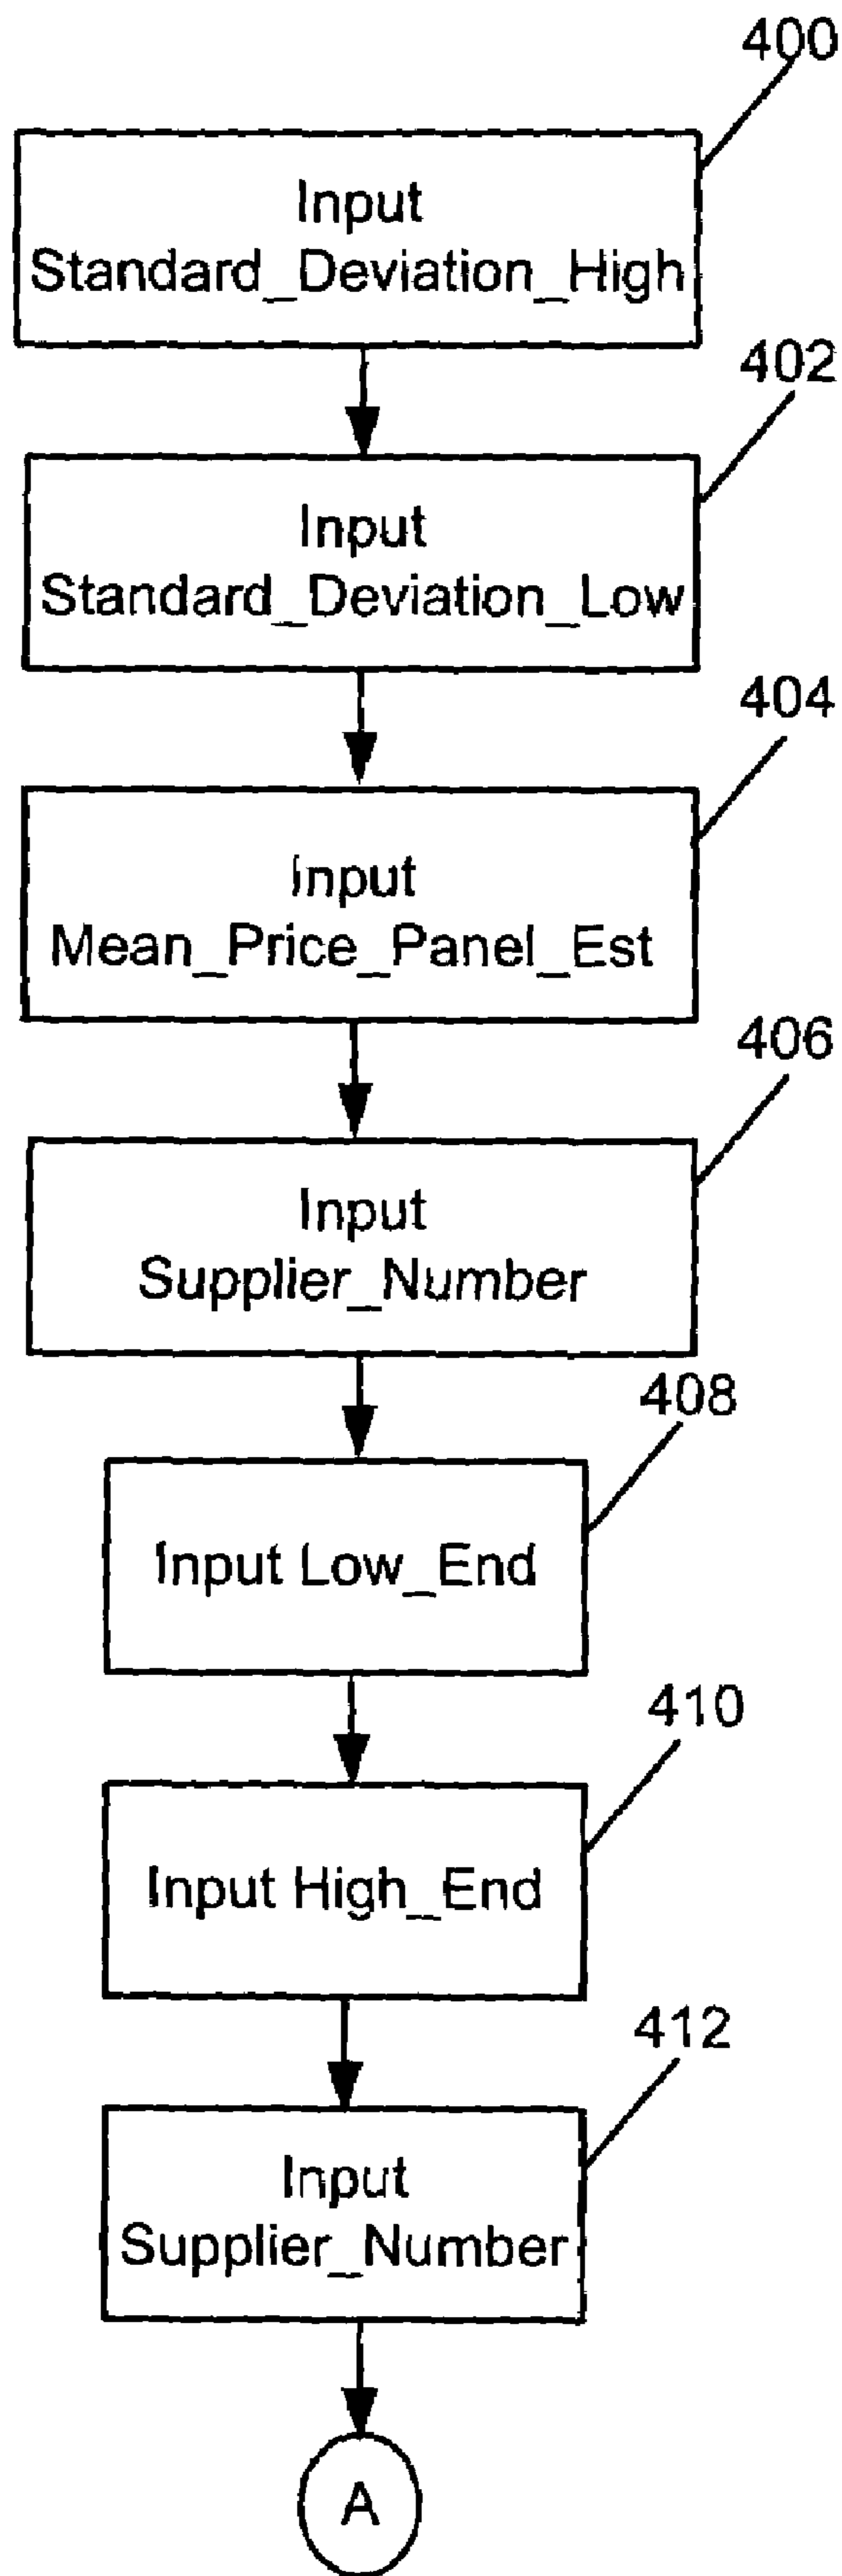 400
Input
Standard_Deviation_High
402
Input
Standard_Deviation_Low
404
Input
Mean_Price_Panel_Est
406
Input
Supplier_Number
408
Input Low_End
410
Input High_End
412
Input
Supplier_Number
A